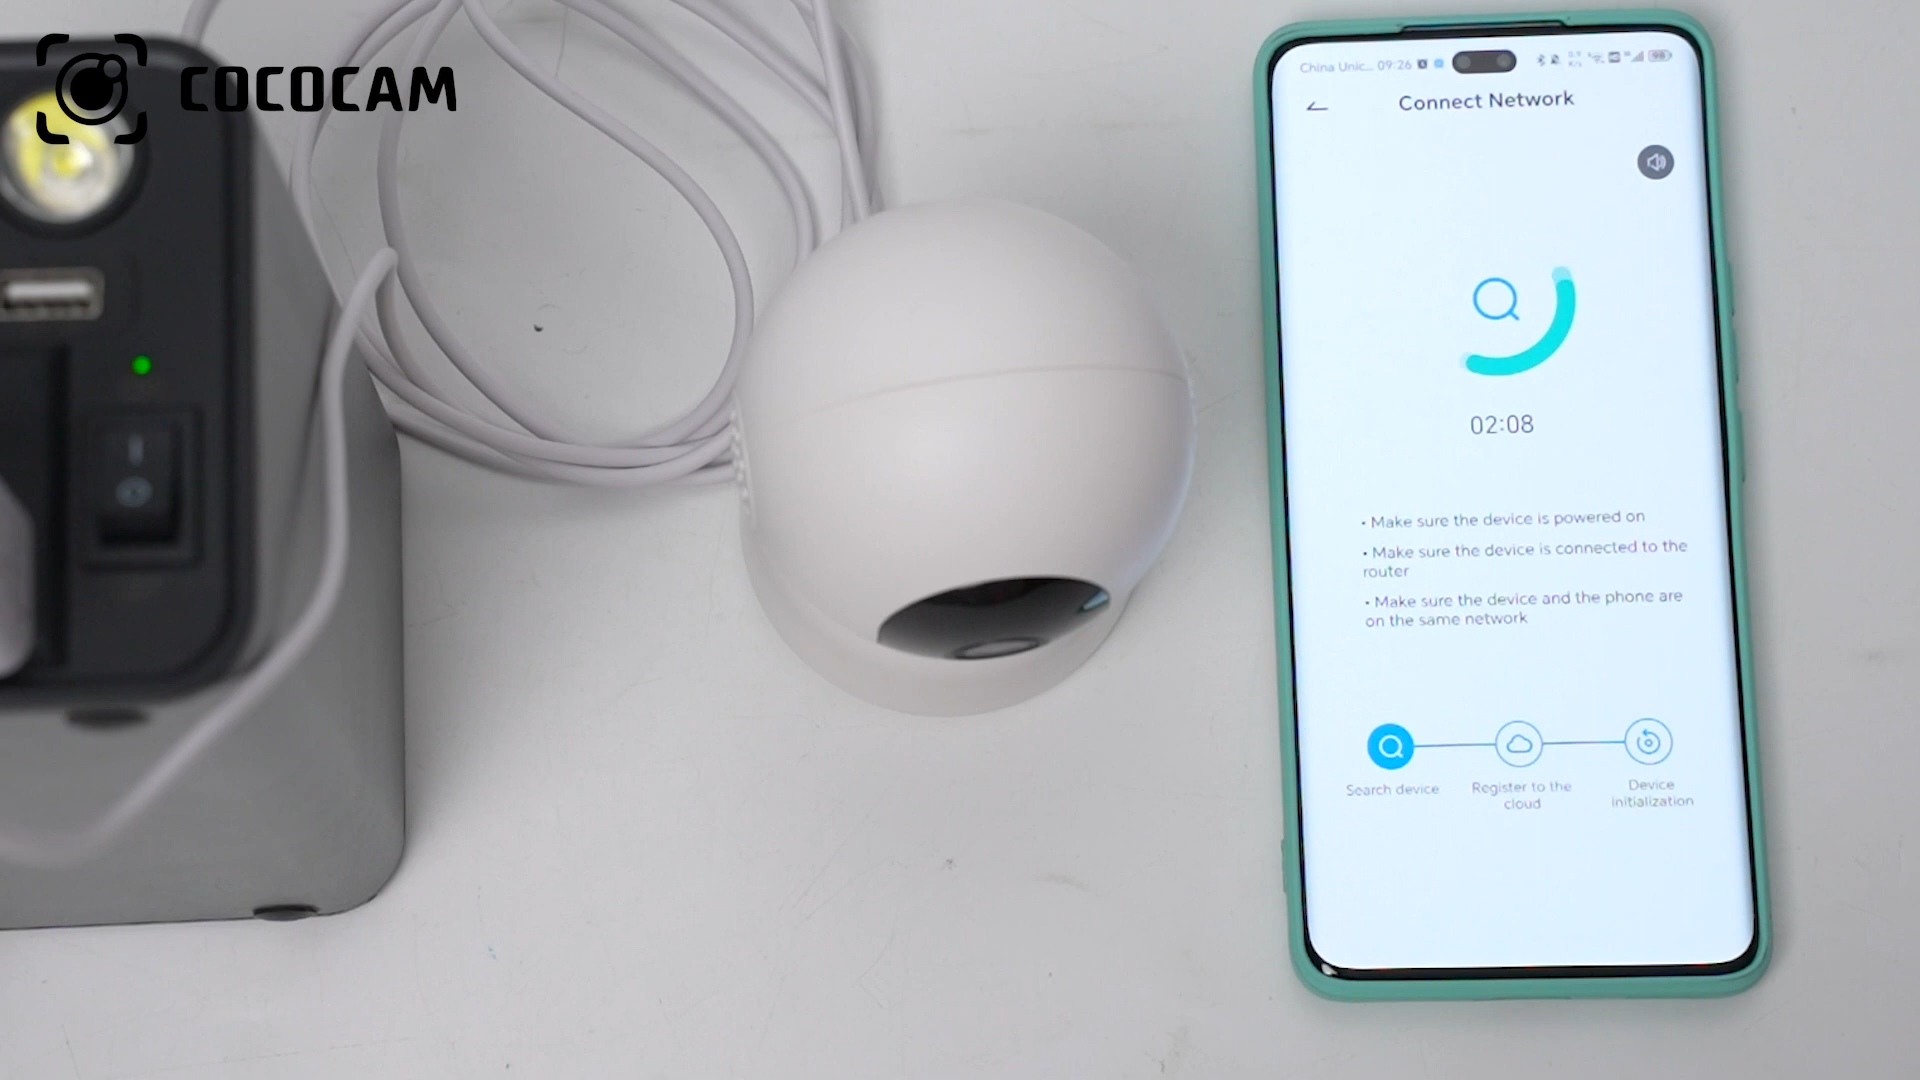 COCOCAM
China Unic... 09:26
98
Connect Network
02:08
• Make sure the device is powered on
• Make sure the device is connected to the
router
• Make sure the device and the phone are
on the same network
Search device
Register to the
cloud
Device
initialization